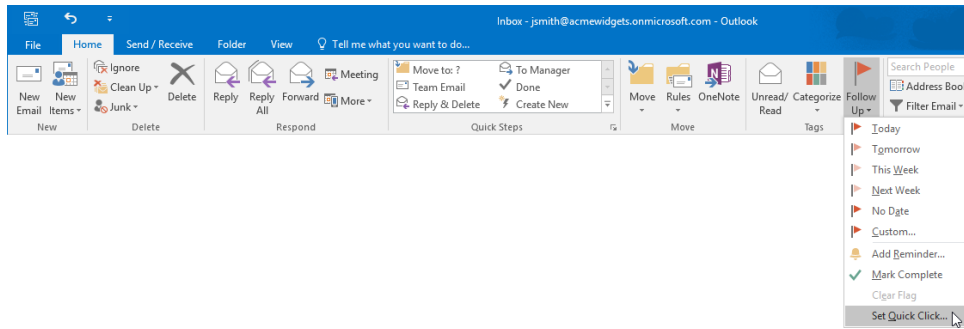 Inbox - jsmith@acmewidgets.onmicrosoft.com - Outlook
File Home Send / Receive Folder View Tell me what you want to do...
New Email
New Items
Ignore
Clean Up
Junk
Delete
Reply
Reply All
Forward
Meeting
More
Move to: ?
Team Email
Reply & Delete
To Manager
Done
Create New
Move
Rules
OneNote
Unread/ Read
Categorize
Follow Up
Search People
Address Boo
Filter Email
New Delete Respond Quick Steps Move Tags
Today
Tomorrow
This Week
Next Week
No Date
Custom...
Add Reminder...
Mark Complete
Clear Flag
Set Quick Click...